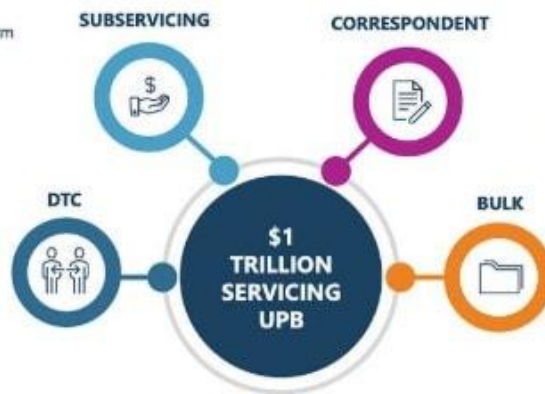 m
SUBSERVICING
CORRESPONDENT
$
DTC
BULK
$1
TRILLION
SERVICING
UPB